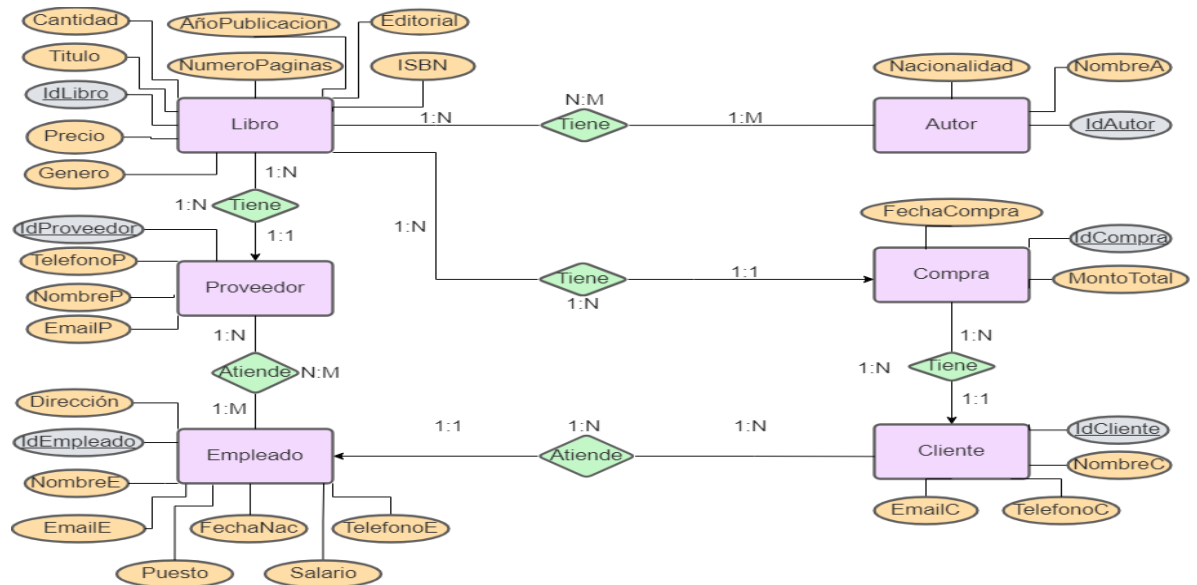 Cantidad
AñoPublicacion
Editorial
Titulo
NumeroPaginas
ISBN
Nacionalidad
NombreA
IdLibro
Libro
1:N
N:M
Tiene
1:M
Autor
IdAutor
Precio
Genero
1:N
1:N
Tiene
1:N
FechaCompra
IdProveedor
1:1
IdCompra
TelefonoP
Proveedor
Tiene
1:1
Compra
MontoTotal
NombreP
1:N
EmailP
1:N
1:N
Atiende
N:M
1:N
Tiene
Dirección
1:M
1:1
IdEmpleado
1:1
1:N
1:N
IdCliente
Empleado
Atiende
Cliente
NombreE
NombreC
EmailE
FechaNac
TelefonoE
EmailC
TelefonoC
Puesto
Salario